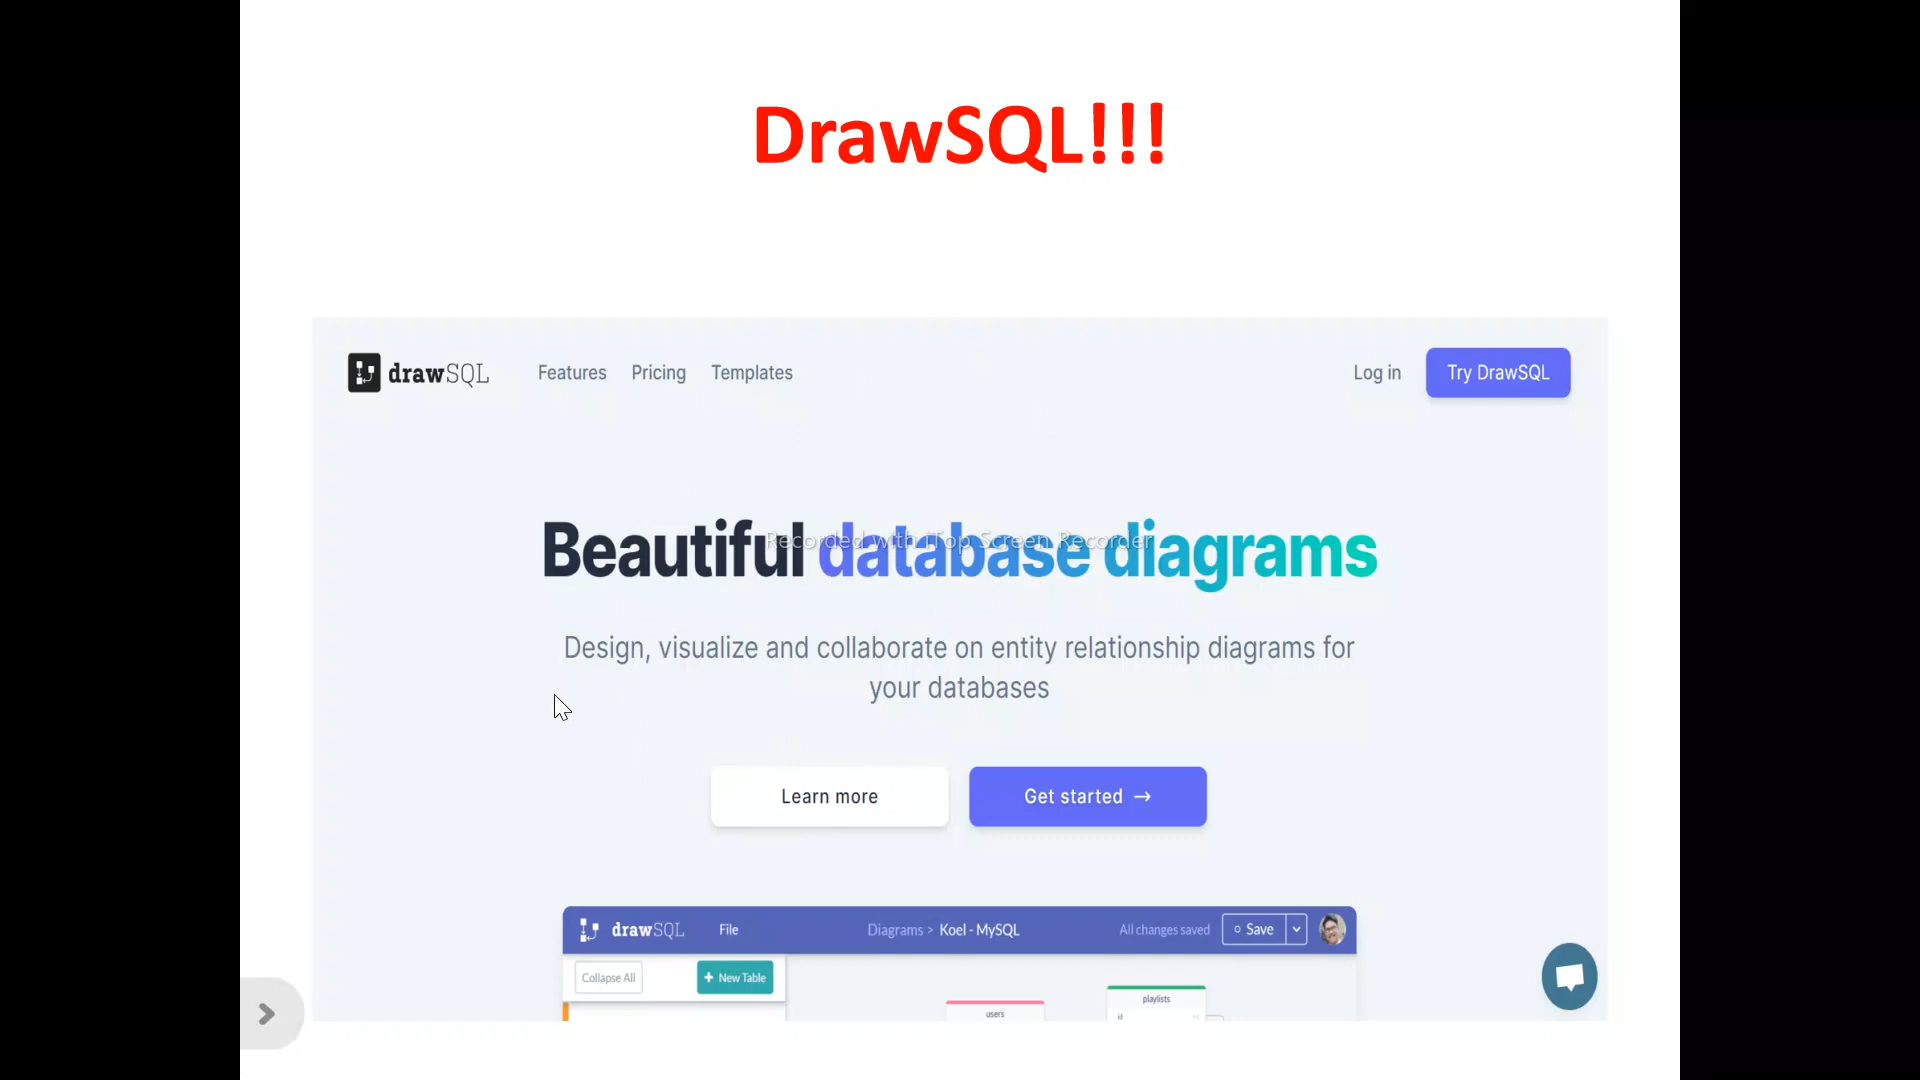 DrawSQL!!!
drawSQL Features Pricing Templates Log in Try DrawSQL
Beautiful database diagrams
Recorded with iTop Screen Recorder
Design, visualize and collaborate on entity relationship diagrams for
your databases
Learn more Get started →
drawSQL File Diagrams > Koel - MySQL All changes saved Save
Collapse All + New Table
playlists
users
id